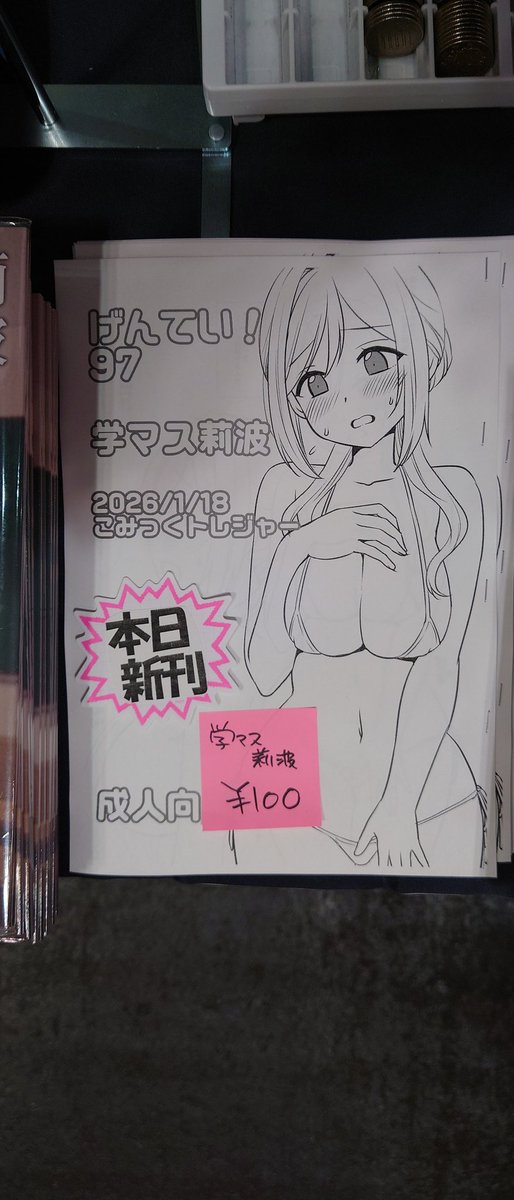 げんてい！
97
学マス莉波
2026/1/18
こみっくトレジャー
本日
新刊
学マス
莉波
¥100
成人向